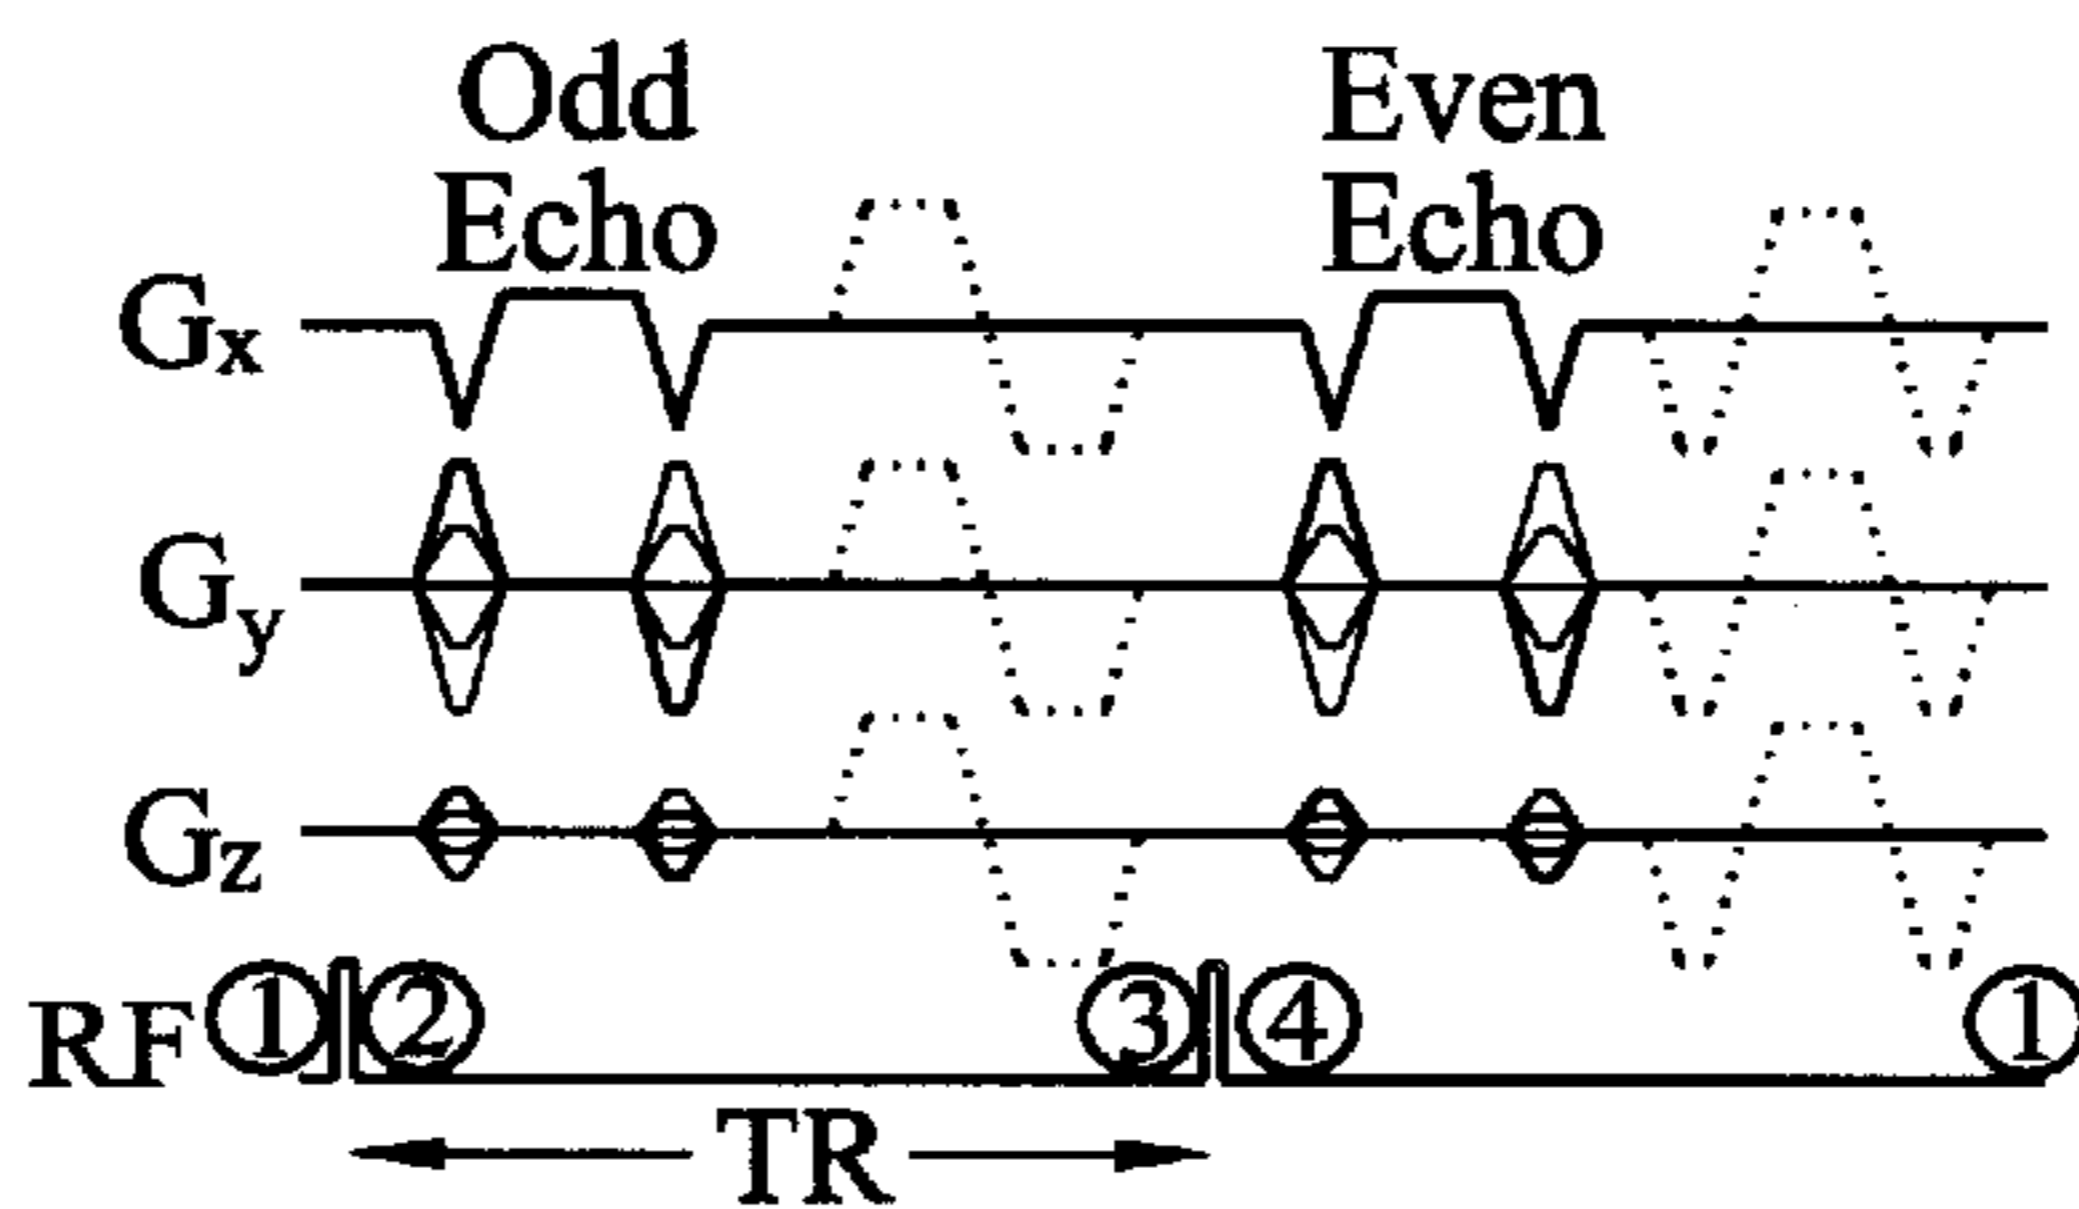 Odd
Echo
Even
Echo
Gx
Gy
Gz
RF ① ② ③ ④ ①
TR